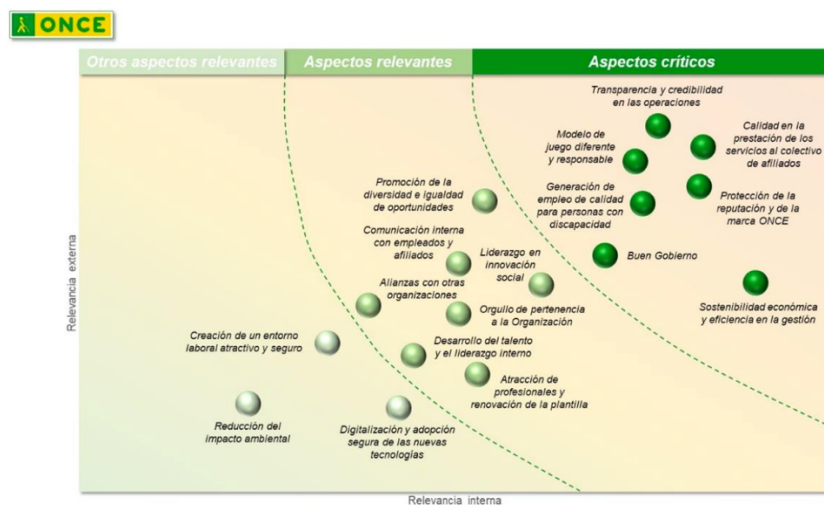 ONCE
Otros aspectos relevantes
Aspectos relevantes
Aspectos críticos
Transparencia y credibilidad
en las operaciones
Modelo de
juego diferente
y responsable
Calidad en la
prestación de los
servicios al colectivo
de afiliados
Promoción de la
diversidad e igualdad
de oportunidades
Generación de
empleo de calidad
para personas con
discapacidad
Protección de la
reputación y de la
marca ONCE
Comunicación interna
con empleados y
afiliados
Liderazgo en
innovación
social
Buen Gobierno
Alianzas con otras
organizaciones
Orgullo de pertenencia
a la Organización
Sostenibilidad económica
y eficiencia en la gestión
Creación de un entorno
laboral atractivo y seguro
Desarrollo del talento
y el liderazgo interno
Atracción de
profesionales y
renovación de la plantilla
Reducción del
impacto ambiental
Digitalización y adopción
segura de las nuevas
tecnologías
Relevancia externa
Relevancia interna